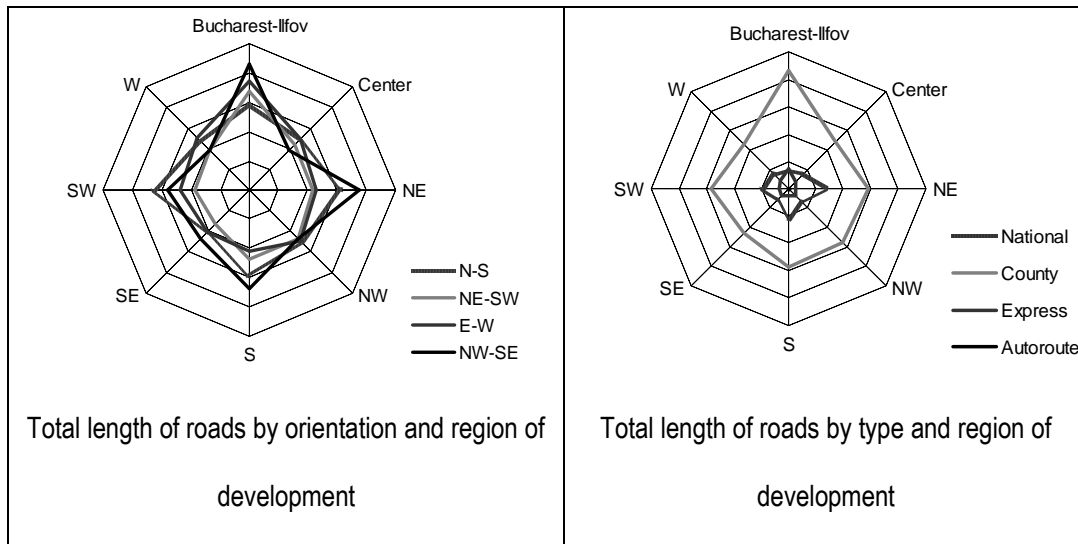 Bucharest-Ilfov
W
Center
SW
NE
SE
NW
S
N-S
NE-SW
E-W
NW-SE
Total length of roads by orientation and region of
development
Bucharest-Ilfov
W
Center
SW
NE
SE
NW
S
National
County
Express
Autoroute
Total length of roads by type and region of
development